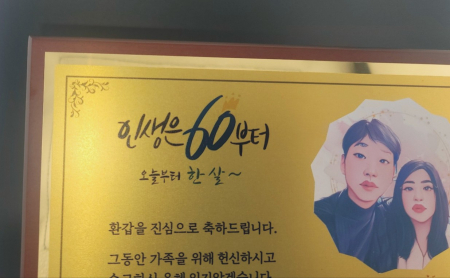 인생은 60부터
오늘부터 한 살~
환갑을 진심으로 축하드립니다.
그동안 가족을 위해 헌신하시고